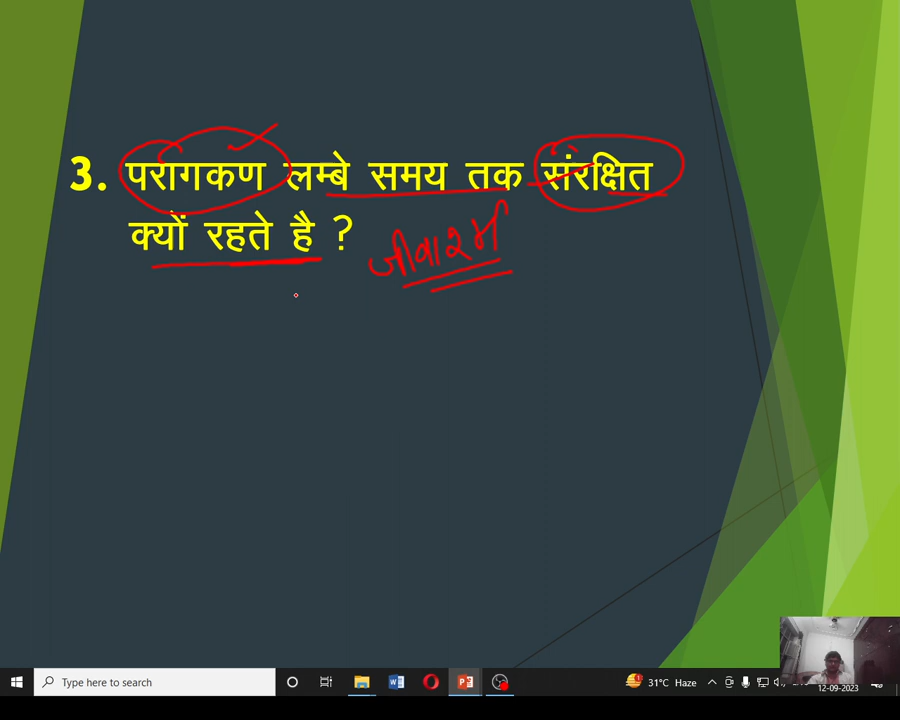 3. परागकण लम्बे समय तक संरक्षित
क्यों रहते है ?
जीवाश्म
Type here to search
31°C Haze
12-09-2023